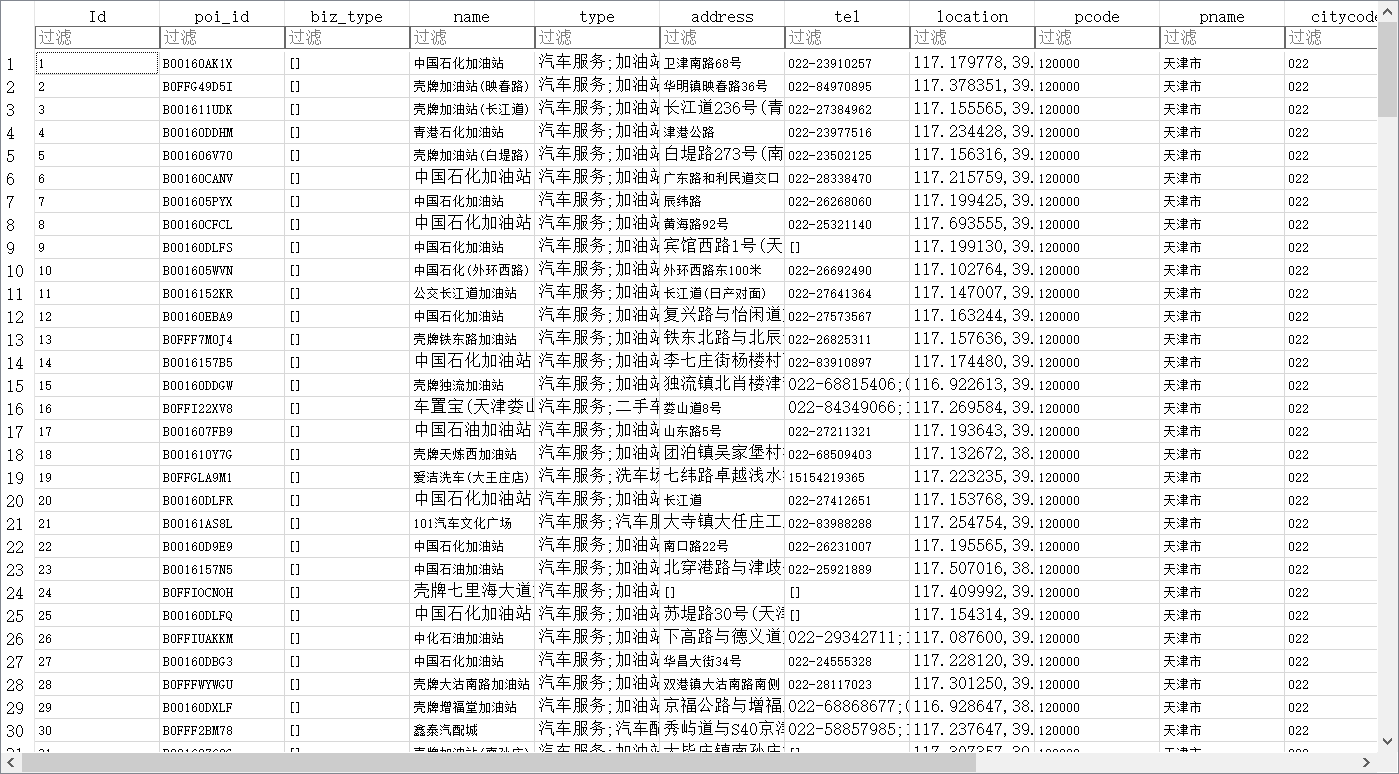 Id poi_id biz_type name type address tel location pcode pname citycode
过滤 过滤 过滤 过滤 过滤 过滤 过滤 过滤 过滤 过滤 过滤
1 1 B00160AK1X [] 中国石化加油站 汽车服务;加油站 卫津南路68号 022-23910257 117.179778,39. 120000 天津市 022
2 2 B0FFG49D5I [] 壳牌加油站(映春路) 汽车服务;加油站 华明镇映春路36号 022-84970895 117.378351,39. 120000 天津市 022
3 3 B001611UDK [] 壳牌加油站(长江道) 汽车服务;加油站 长江道236号(青 022-27384962 117.155565,39. 120000 天津市 022
4 4 B00160DDHM [] 青港石化加油站 汽车服务;加油站 津港公路 022-23977516 117.234428,39. 120000 天津市 022
5 5 B001606V70 [] 壳牌加油站(白堤路) 汽车服务;加油站 白堤路273号(南 022-23502125 117.156316,39. 120000 天津市 022
6 6 B00160CANV [] 中国石化加油站 汽车服务;加油站 广东路和利民道交口 022-28338470 117.215759,39. 120000 天津市 022
7 7 B001605PYX [] 中国石化加油站 汽车服务;加油站 辰纬路 022-26268060 117.199425,39. 120000 天津市 022
8 8 B00160CFCL [] 中国石化加油站 汽车服务;加油站 黄海路92号 022-25321140 117.693555,39. 120000 天津市 022
9 9 B00160DLFS [] 中国石化加油站 汽车服务;加油站 宾馆西路1号(天 [] 117.199130,39. 120000 天津市 022
10 10 B001605WVN [] 中国石化(外环西路) 汽车服务;加油站 外环西路东100米 022-26692490 117.102764,39. 120000 天津市 022
11 11 B0016152KR [] 公交长江道加油站 汽车服务;加油站 长江道(日产对面) 022-27641364 117.147007,39. 120000 天津市 022
12 12 B00160EBA9 [] 中国石化加油站 汽车服务;加油站 复兴路与怡闲道 022-27573567 117.163244,39. 120000 天津市 022
13 13 B0FFF7M0J4 [] 壳牌铁东路加油站 汽车服务;加油站 铁东北路与北辰 022-26825311 117.157636,39. 120000 天津市 022
14 14 B0016157B5 [] 中国石化加油站 汽车服务;加油站 李七庄街杨楼村 022-83910897 117.174480,39. 120000 天津市 022
15 15 B00160DDGW [] 壳牌独流加油站 汽车服务;加油站 独流镇北肖楼津 022-68815406; 116.922613,39. 120000 天津市 022
16 16 B0FFI22XV8 [] 车置宝(天津娄山 汽车服务;二手车 娄山道8号 022-84349066; 117.269584,39. 120000 天津市 022
17 17 B001607FB9 [] 中国石油加油站 汽车服务;加油站 山东路5号 022-27211321 117.193643,39. 120000 天津市 022
18 18 B001610Y7G [] 壳牌天炼西加油站 汽车服务;加油站 团泊镇吴家堡村 022-68509403 117.132672,38. 120000 天津市 022
19 19 B0FFGLA9M1 [] 爱洁洗车(大王庄店) 汽车服务;洗车场 七纬路卓越浅水 15154219365 117.223235,39. 120000 天津市 022
20 20 B00160DLFR [] 中国石化加油站 汽车服务;加油站 长江道 022-27412651 117.153768,39. 120000 天津市 022
21 21 B00161AS8L [] 101汽车文化广场 汽车服务;汽车服 大寺镇大任庄工 022-83988288 117.254754,39. 120000 天津市 022
22 22 B00160D9E9 [] 中国石化加油站 汽车服务;加油站 南口路22号 022-26231007 117.195565,39. 120000 天津市 022
23 23 B0016157N5 [] 中国石油加油站 汽车服务;加油站 北穿港路与津歧 022-25921889 117.507016,38. 120000 天津市 022
24 24 B0FFIOCNOH [] 壳牌七里海大道 汽车服务;加油站 [] [] 117.409992,39. 120000 天津市 022
25 25 B00160DLFQ [] 中国石化加油站 汽车服务;加油站 苏堤路30号(天津 [] 117.154314,39. 120000 天津市 022
26 26 B0FFIUAKKM [] 中化石油加油站 汽车服务;加油站 下高路与德义道 022-29342711; 117.087600,39. 120000 天津市 022
27 27 B00160DBG3 [] 中国石化加油站 汽车服务;加油站 华昌大街34号 022-24555328 117.228120,39. 120000 天津市 022
28 28 B0FFFWYWGU [] 壳牌大沽南路加油站 汽车服务;加油站 双港镇大沽南路南侧 022-28117023 117.301250,39. 120000 天津市 022
29 29 B00160DXLF [] 壳牌增福堂加油站 汽车服务;加油站 京福公路与增福 022-68868677; 116.928647,38. 120000 天津市 022
30 30 B0FFF2BM78 [] 鑫泰汽配城 汽车服务;汽车配 秀屿道与S40京津 022-58857985; 117.237647,39. 120000 天津市 022